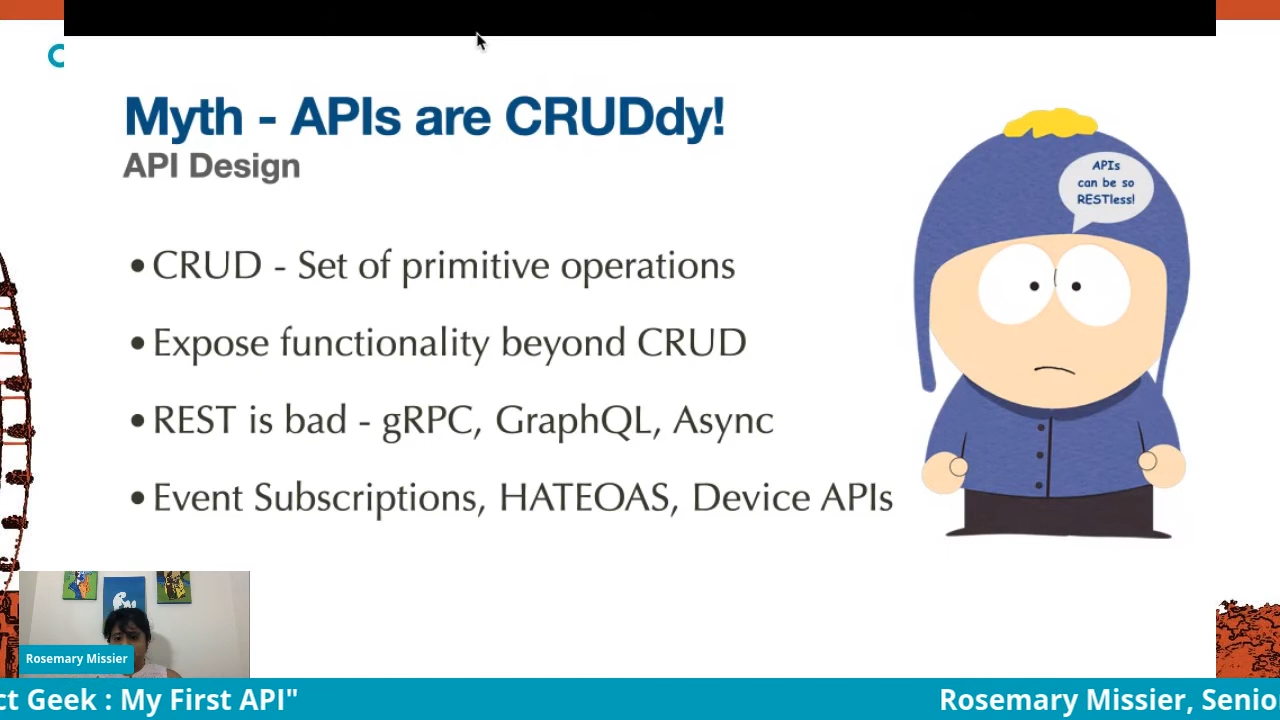 Myth - APIs are CRUDdy!
API Design
APIs
can be so
RESTless!
•CRUD - Set of primitive operations
•Expose functionality beyond CRUD
•REST is bad - gRPC, GraphQL, Async
•Event Subscriptions, HATEOAS, Device APIs
Rosemary Missier
ct Geek : My First API"
Rosemary Missier, Senio